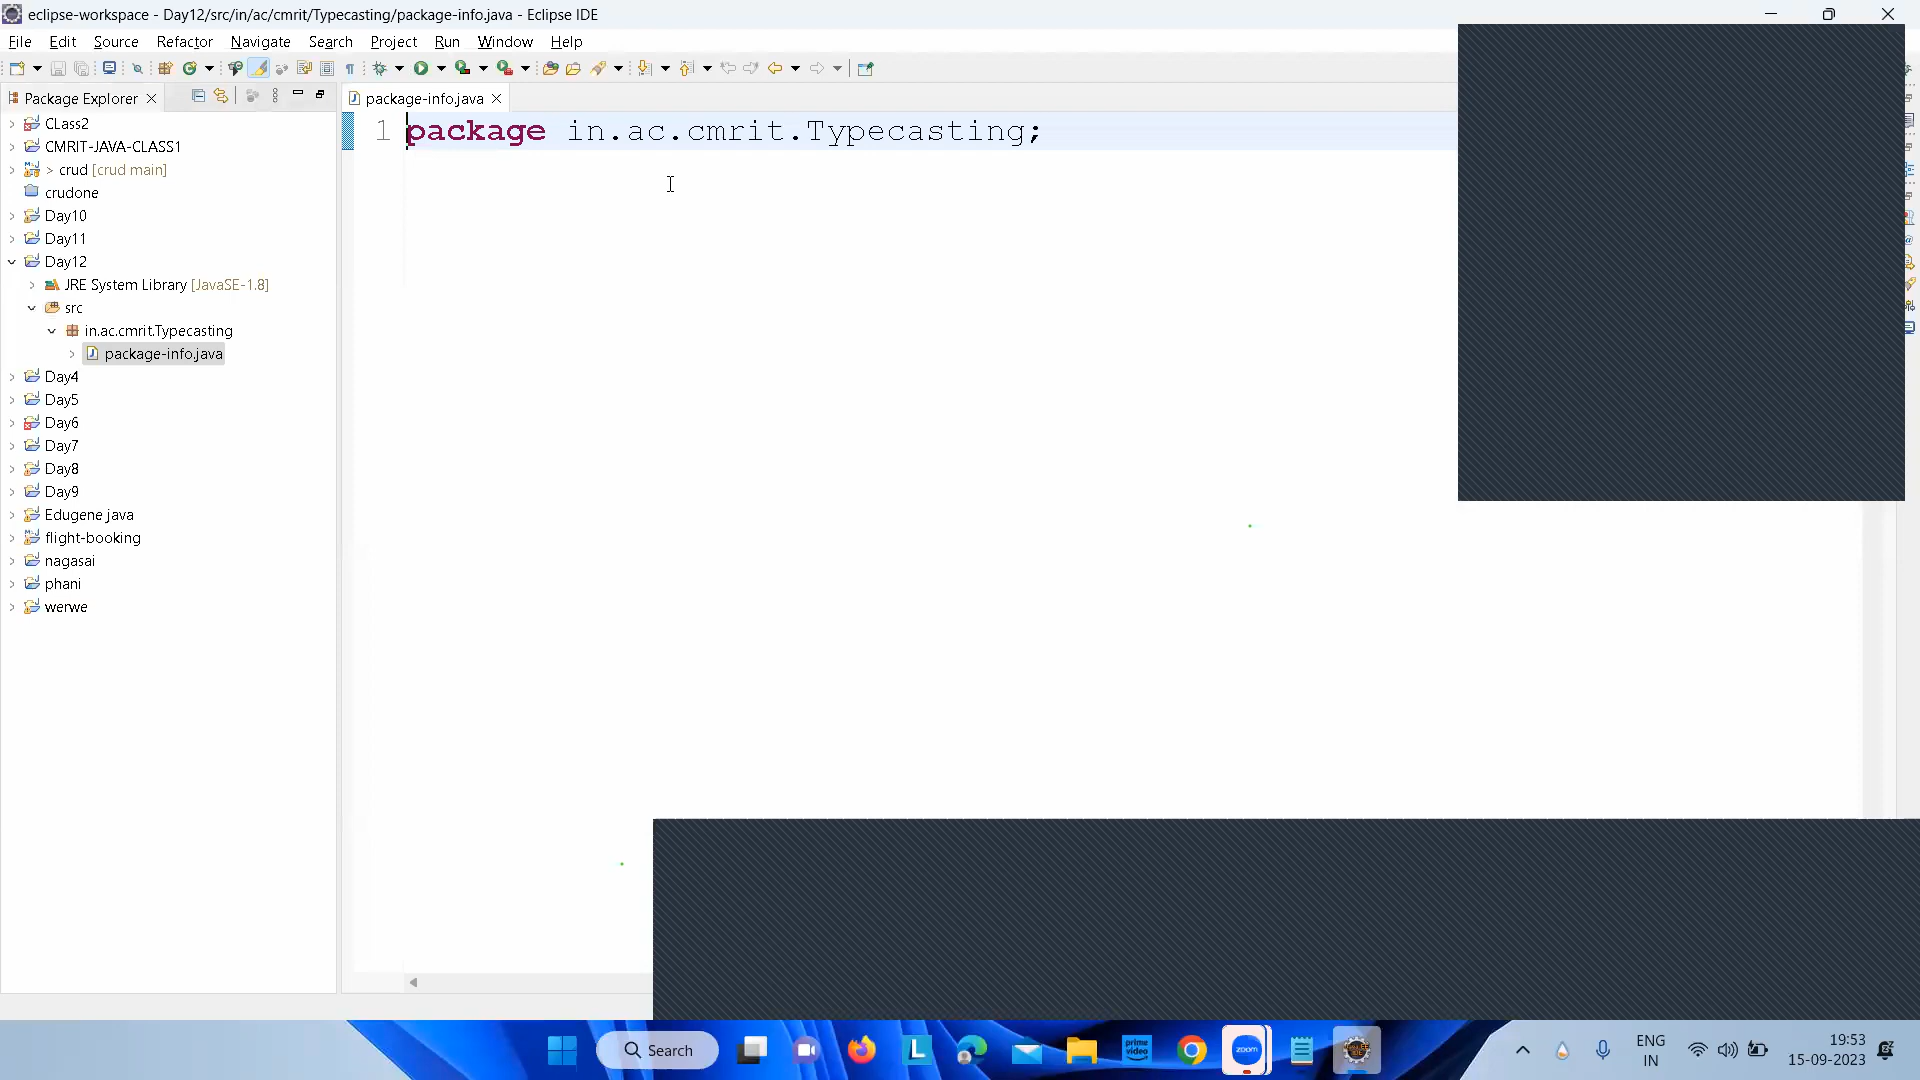 eclipse-workspace - Day12/src/in/ac/cmrit/Typecasting/package-info.java - Eclipse IDE
File Edit Source Refactor Navigate Search Project Run Window Help
Package Explorer
package-info.java
CLass2
CMRIT-JAVA-CLASS1
> crud [crud main]
crudone
Day10
Day11
Day12
JRE System Library [JavaSE-1.8]
src
in.ac.cmrit.Typecasting
package-info.java
Day4
Day5
Day6
Day7
Day8
Day9
Edugene java
flight-booking
nagasai
phani
werwe
1 package in.ac.cmrit.Typecasting;
Search
L
prime video
zoom
ENG
IN
19:53
15-09-2023